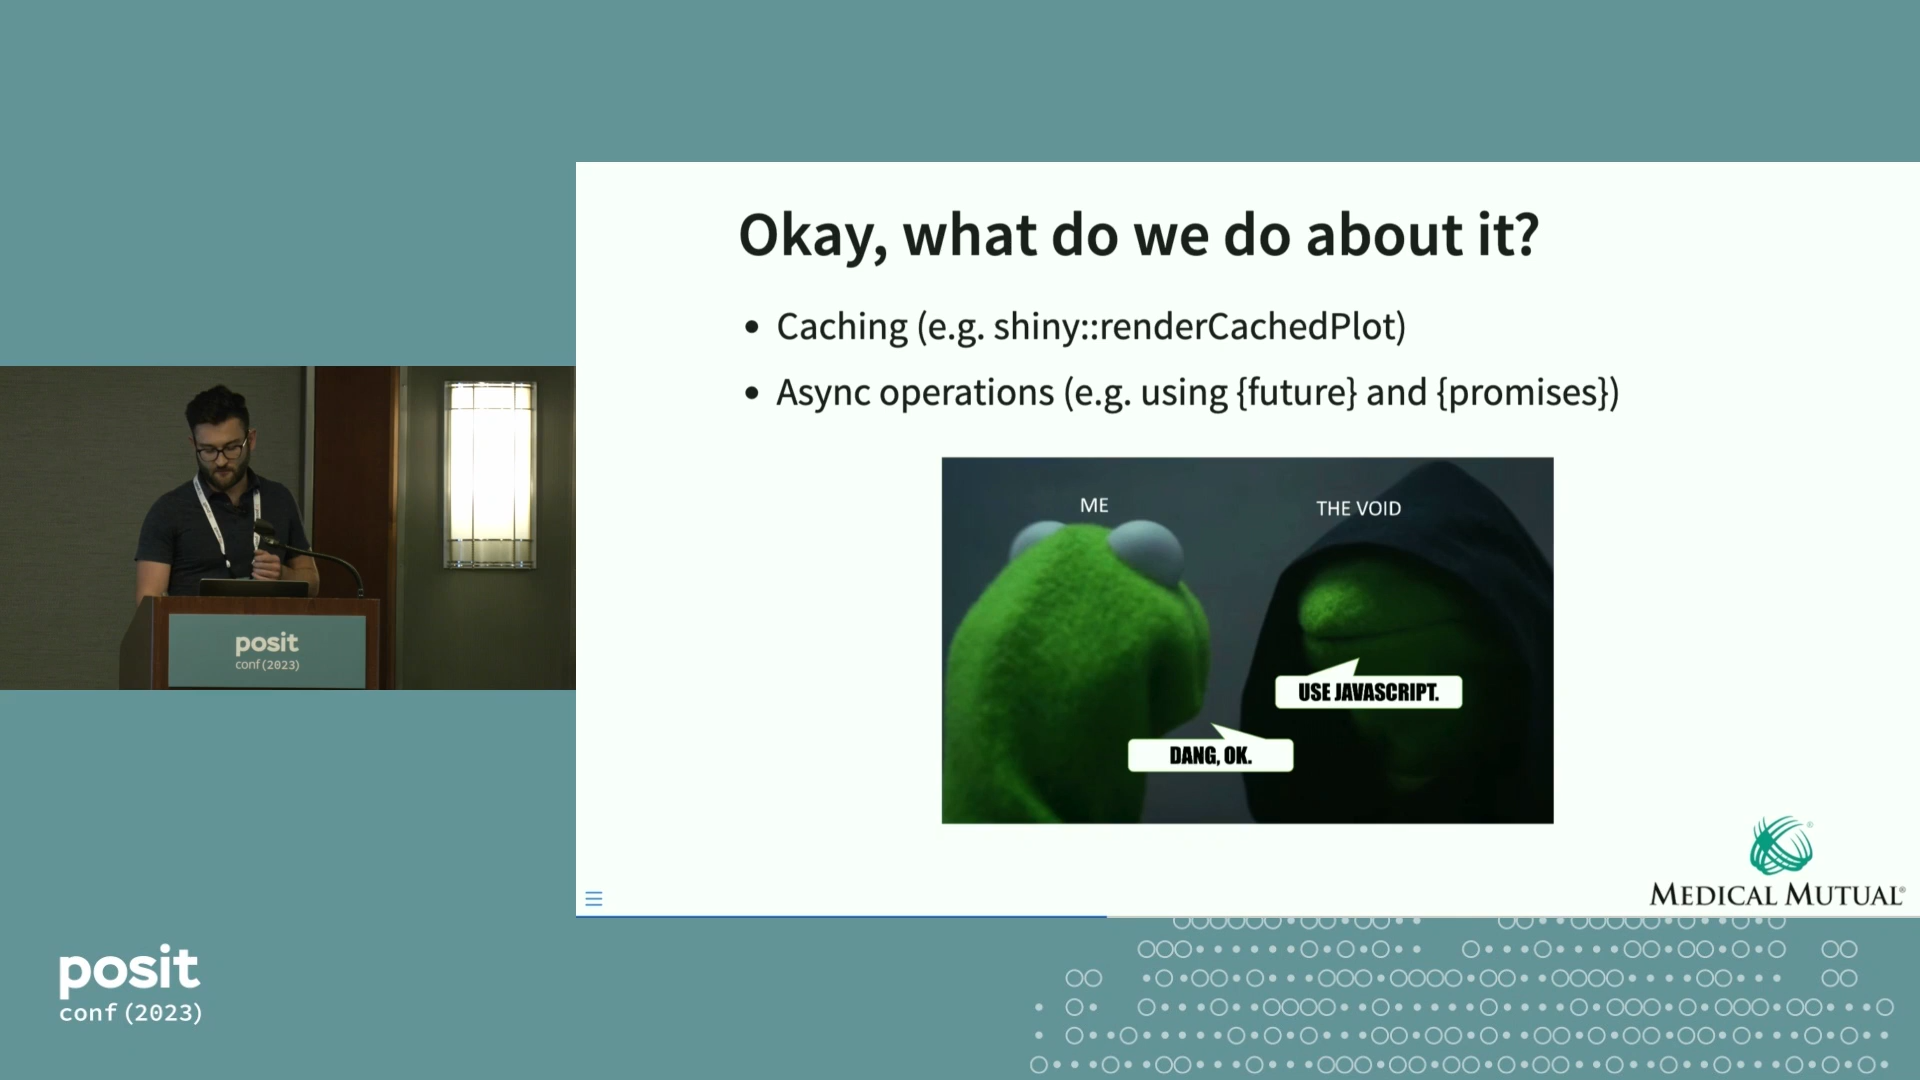 Okay, what do we do about it?
• Caching (e.g. shiny::renderCachedPlot)
• Async operations (e.g. using {future} and {promises})
ME
THE VOID
USE JAVASCRIPT.
DANG, OK.
MEDICAL MUTUAL®
posit
conf(2023)
posit
conf(2023)